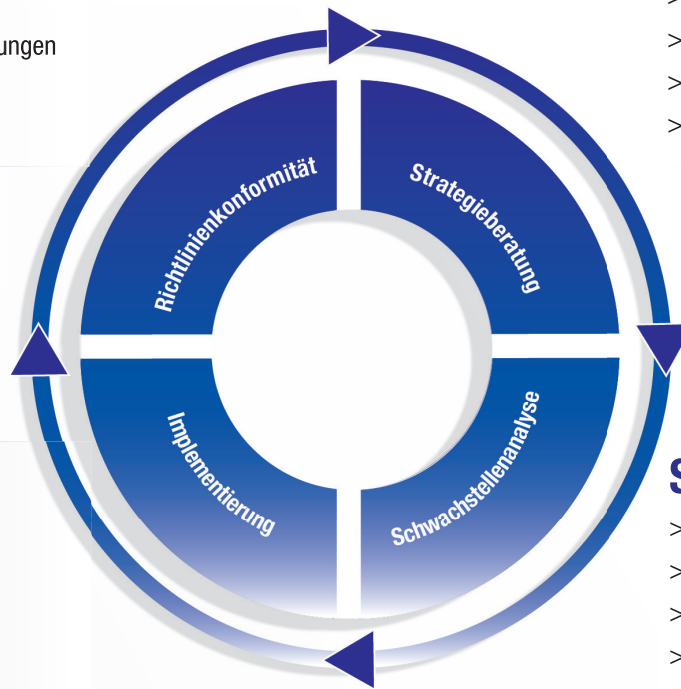 ungen
>
>
>
>
Richtlinienkonformität
Strategieberatung
Implementierung
Schwachstellenanalyse
S
>
>
>
>